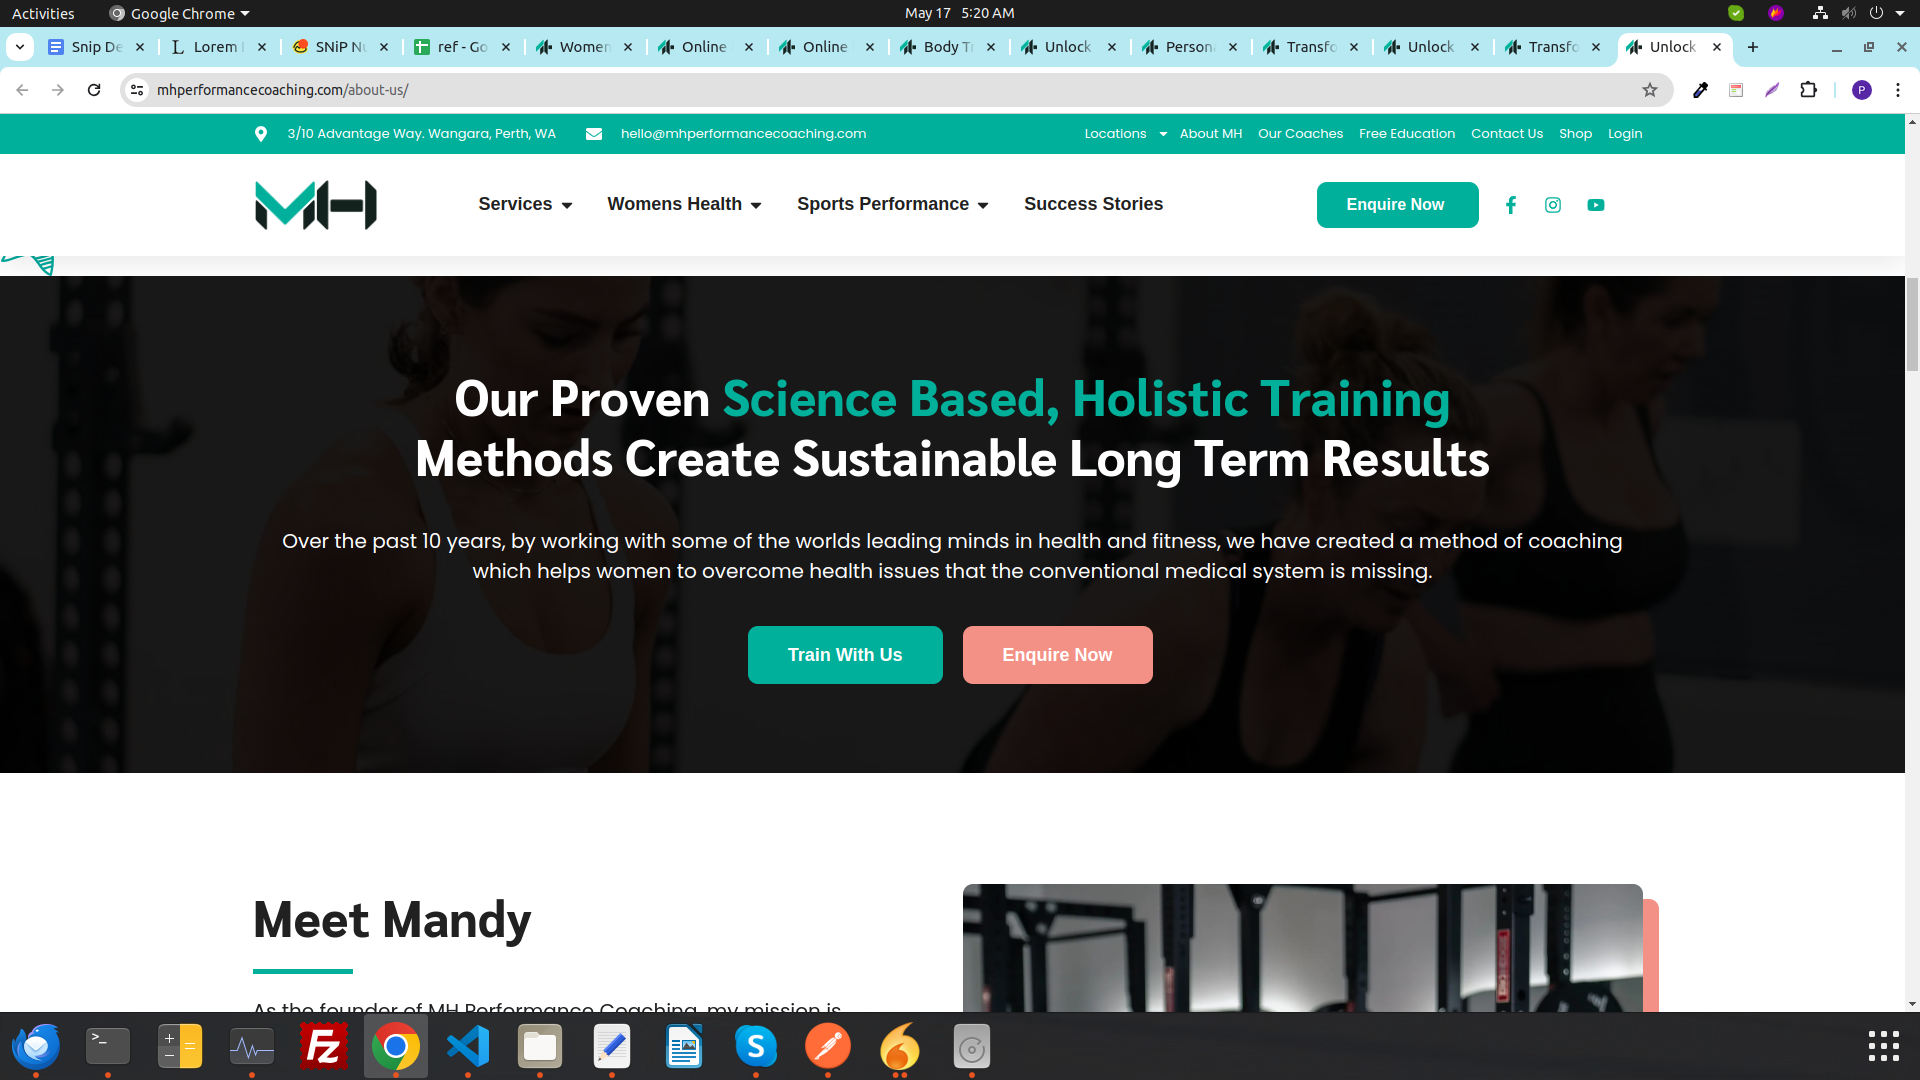 Activities
Google Chrome
May 17 5:20 AM
Snip De
Lorem
SNiP Nu
ref - Go
Women
Online
Online
Body Tr
Unlock
Person
Transfo
Unlock
Transfo
Unlock
mhperformancecoaching.com/about-us/
P
3/10 Advantage Way. Wangara, Perth, WA
hello@mhperformancecoaching.com
Locations
About MH
Our Coaches
Free Education
Contact Us
Shop
Login
MH
Services
Womens Health
Sports Performance
Success Stories
Enquire Now
Our Proven Science Based, Holistic Training
Methods Create Sustainable Long Term Results
Over the past 10 years, by working with some of the worlds leading minds in health and fitness, we have created a method of coaching
which helps women to overcome health issues that the conventional medical system is missing.
Train With Us
Enquire Now
Meet Mandy
As the founder of MH Performance Coaching, my mission is